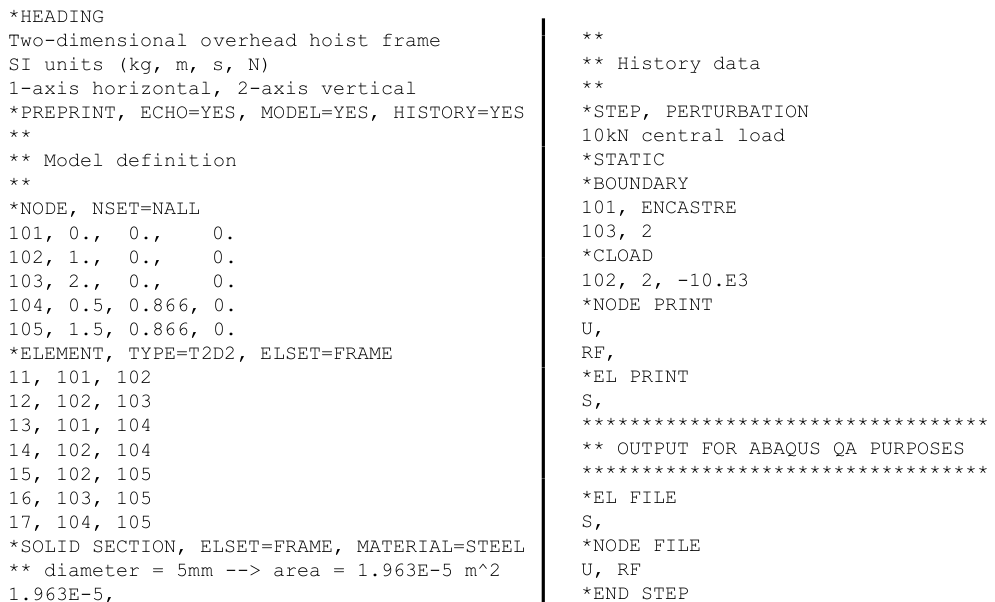 *HEADING
Two-dimensional overhead hoist frame
SI units (kg, m, s, N)
1-axis horizontal, 2-axis vertical
*PREPRINT, ECHO=YES, MODEL=YES, HISTORY=YES
**
** Model definition
**
*NODE, NSET=NALL
101, 0.,  0.,    0.
102, 1.,  0.,    0.
103, 2.,  0.,    0.
104, 0.5, 0.866, 0.
105, 1.5, 0.866, 0.
*ELEMENT, TYPE=T2D2, ELSET=FRAME
11, 101, 102
12, 102, 103
13, 101, 104
14, 102, 104
15, 102, 105
16, 103, 105
17, 104, 105
*SOLID SECTION, ELSET=FRAME, MATERIAL=STEEL
** diameter = 5mm --> area = 1.963E-5 m^2
1.963E-5,
**
** History data
**
*STEP, PERTURBATION
10kN central load
*STATIC
*BOUNDARY
101, ENCASTRE
103, 2
*CLOAD
102, 2, -10.E3
*NODE PRINT
U,
RF,
*EL PRINT
S,
**********************************
** OUTPUT FOR ABAQUS QA PURPOSES
**********************************
*EL FILE
S,
*NODE FILE
U, RF
*END STEP